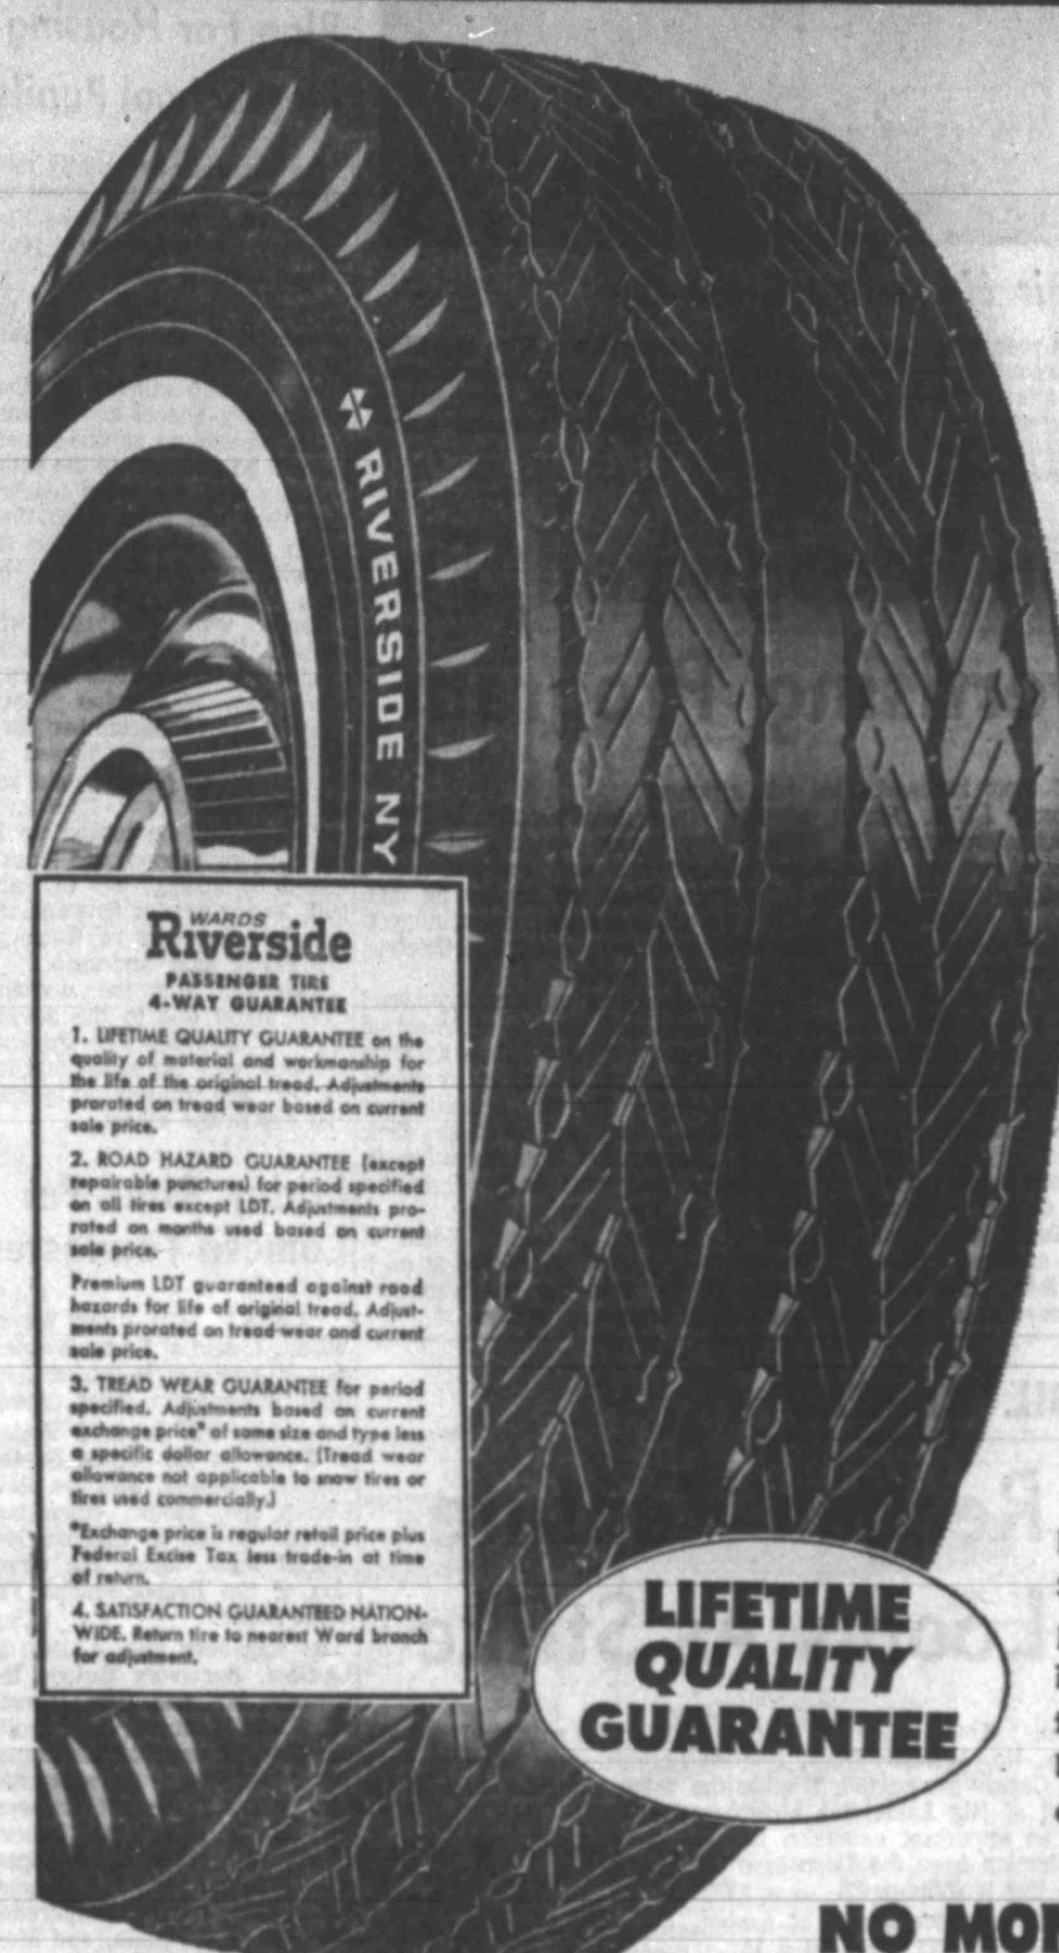 RIVERSIDE NY
WARDS
Riverside
PASSENGER TIRE
4-WAY GUARANTEE
1. LIFETIME QUALITY GUARANTEE on the
quality of material and workmanship for
the life of the original tread. Adjustments
prorated on tread wear based on current
sale price.
2. ROAD HAZARD GUARANTEE (except
repairable punctures) for period specified
on all tires except LDT. Adjustments pro-
rated on months used based on current
sale price.
Premium LDT guaranteed against road
hazards for life of original tread. Adjust-
ments prorated on tread wear and current
sale price.
3. TREAD WEAR GUARANTEE for period
specified. Adjustments based on current
exchange price* of same size and type less
a specific dollar allowance. (Tread wear
allowance not applicable to snow tires or
tires used commercially.)
*Exchange price is regular retail price plus
Federal Excise Tax less trade-in at time
of return.
4. SATISFACTION GUARANTEED NATION-
WIDE. Return tire to nearest Ward branch
for adjustment.
LIFETIME
QUALITY
GUARANTEE
NO MO